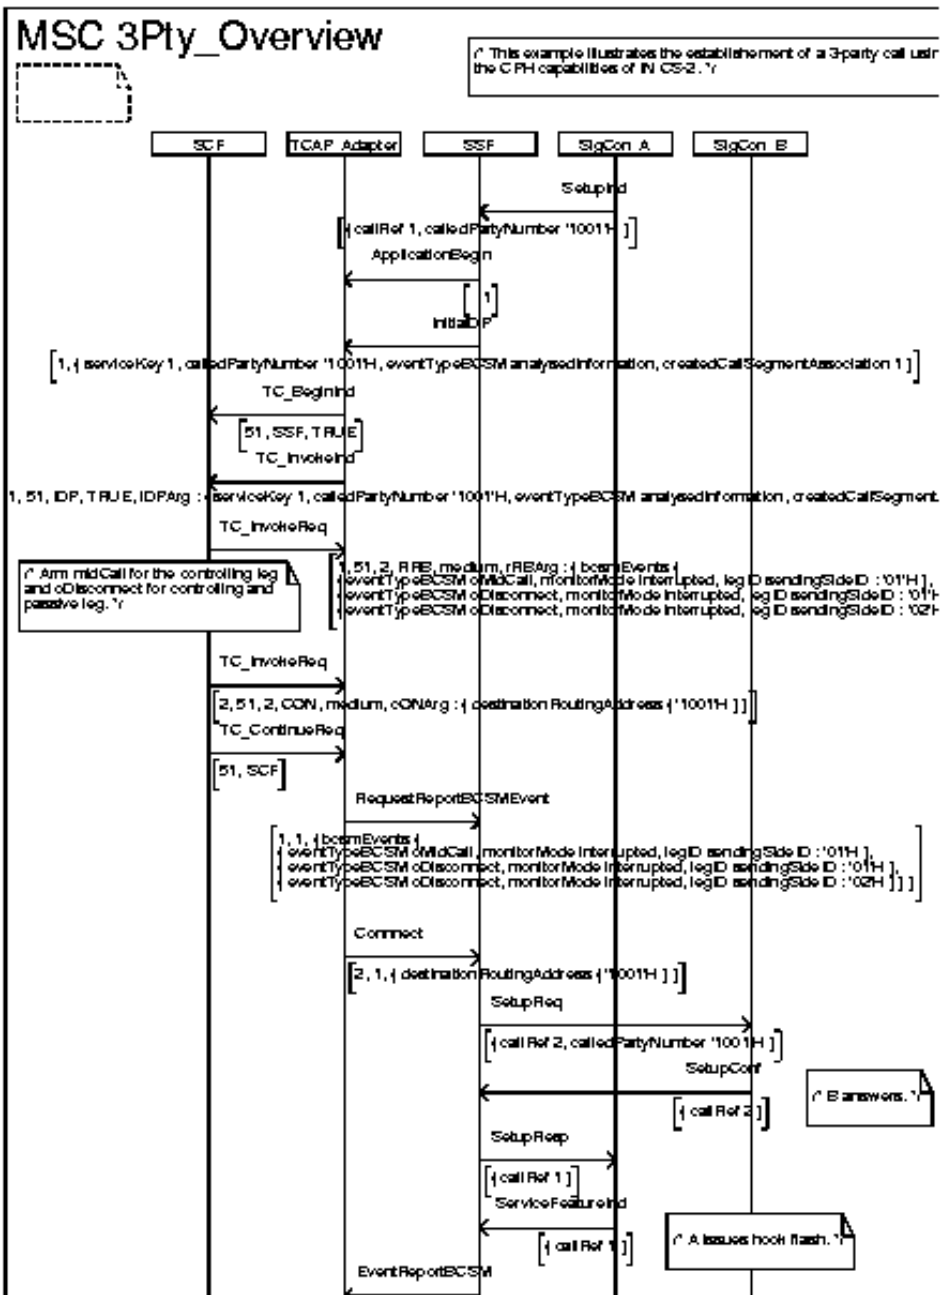 MSC 3Pty_Overview
/* This example illustrates the establishement of a 3-party call usin
the CPH capabilities of IN CS-2. */
SCF
TCAP_Adapter
SSF
SigCon_A
SigCon_B
SetupInd
{ callRef 1, calledPartyNumber '1001'H }
ApplicationBegin
1
InitialDP
1, { serviceKey 1, calledPartyNumber '1001'H, eventTypeBCSM analysedInformation, createdCallSegmentAssociation 1 }
TC_BeginInd
51, SSF, TRUE
TC_InvokeInd
1, 51, IDP, TRUE, IDPArg : { serviceKey 1, calledPartyNumber '1001'H, eventTypeBCSM analysedInformation, createdCallSegment
TC_InvokeReq
1, 51, 2, RRB, medium, rRBArg : { bcsmEvents {
{ eventTypeBCSM oMidCall, monitorMode interrupted, legID sendingSideID : '01'H },
{ eventTypeBCSM oDisconnect, monitorMode interrupted, legID sendingSideID : '01'H
{ eventTypeBCSM oDisconnect, monitorMode interrupted, legID sendingSideID : '02'H
/* Arm midCall for the controlling leg
and oDisconnect for controlling and
passive leg. */
TC_InvokeReq
2, 51, 2, CON, medium, cONArg : { destinationRoutingAddress { '1001'H } }
TC_ContinueReq
51, SCF
RequestReportBCSMEvent
1, 1, { bcsmEvents {
{ eventTypeBCSM oMidCall, monitorMode interrupted, legID sendingSideID : '01'H },
{ eventTypeBCSM oDisconnect, monitorMode interrupted, legID sendingSideID : '01'H },
{ eventTypeBCSM oDisconnect, monitorMode interrupted, legID sendingSideID : '02'H } } }
Connnect
2, 1, { destinationRoutingAddress { '1001'H } }
SetupReq
{ callRef 2, calledPartyNumber '1001'H }
SetupConf
{ callRef 2 }
/* B answers. */
SetupResp
{ callRef 1 }
ServiceFeatureInd
{ callRef 1 }
/* A issues hook flash. */
EventReportBCSM